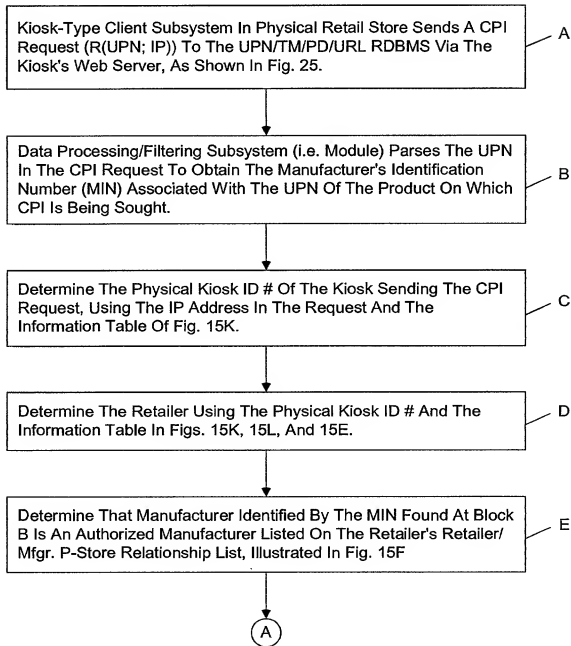 Kiosk-Type Client Subsystem In Physical Retail Store Sends A CPI
Request (R(UPN; IP)) To The UPN/TM/PD/URL RDBMS Via The
Kiosk's Web Server, As Shown In Fig. 25.
A
Data Processing/Filtering Subsystem (i.e. Module) Parses The UPN
In The CPI Request To Obtain The Manufacturer's Identification
Number (MIN) Associated With The UPN Of The Product On Which
CPI Is Being Sought.
B
Determine The Physical Kiosk ID # Of The Kiosk Sending The CPI
Request, Using The IP Address In The Request And The
Information Table Of Fig. 15K.
C
Determine The Retailer Using The Physical Kiosk ID # And The
Information Table In Figs. 15K, 15L, And 15E.
D
Determine That Manufacturer Identified By The MIN Found At Block
B Is An Authorized Manufacturer Listed On The Retailer's Retailer/
Mfgr. P-Store Relationship List, Illustrated In Fig. 15F
E
A